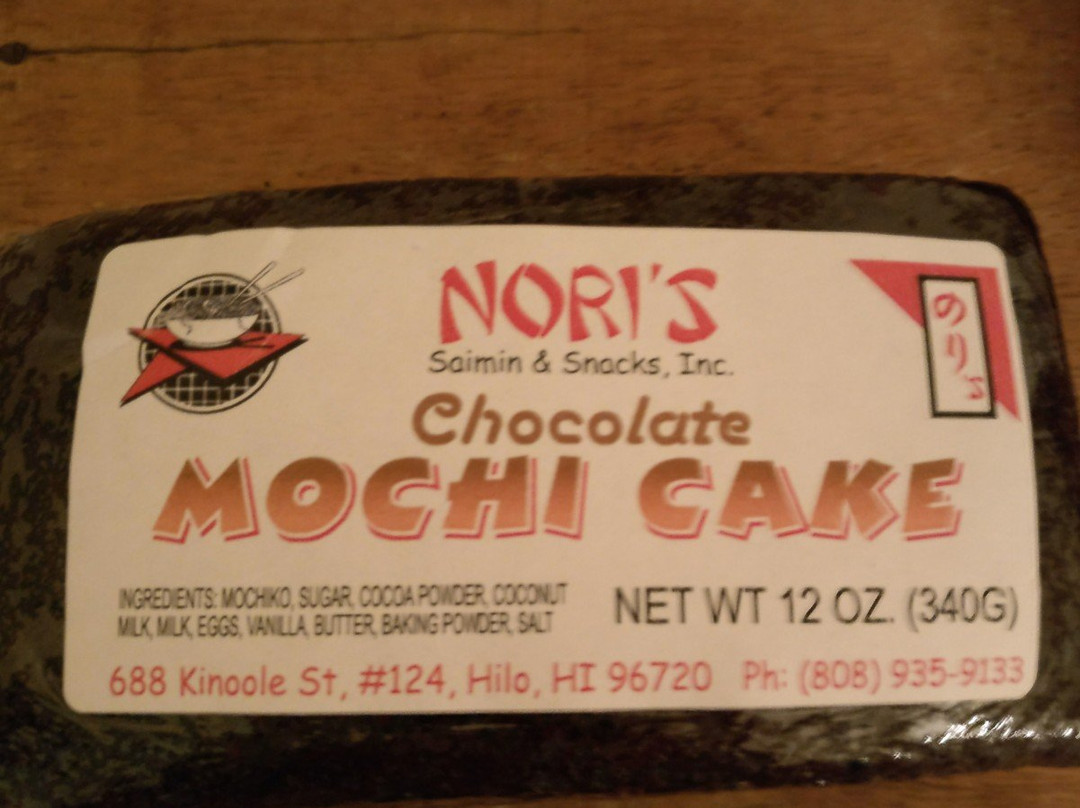 NORI'S
Saimin & Snacks, Inc.
のり's
Chocolate
MOCHI CAKE
INGREDIENTS: MOCHIKO, SUGAR, COCOA POWDER, COCONUT
MILK, MILK, EGGS, VANILLA, BUTTER, BAKING POWDER, SALT
NET WT 12 OZ. (340G)
688 Kinoole St, #124, Hilo, HI 96720 Ph: (808) 935-9133